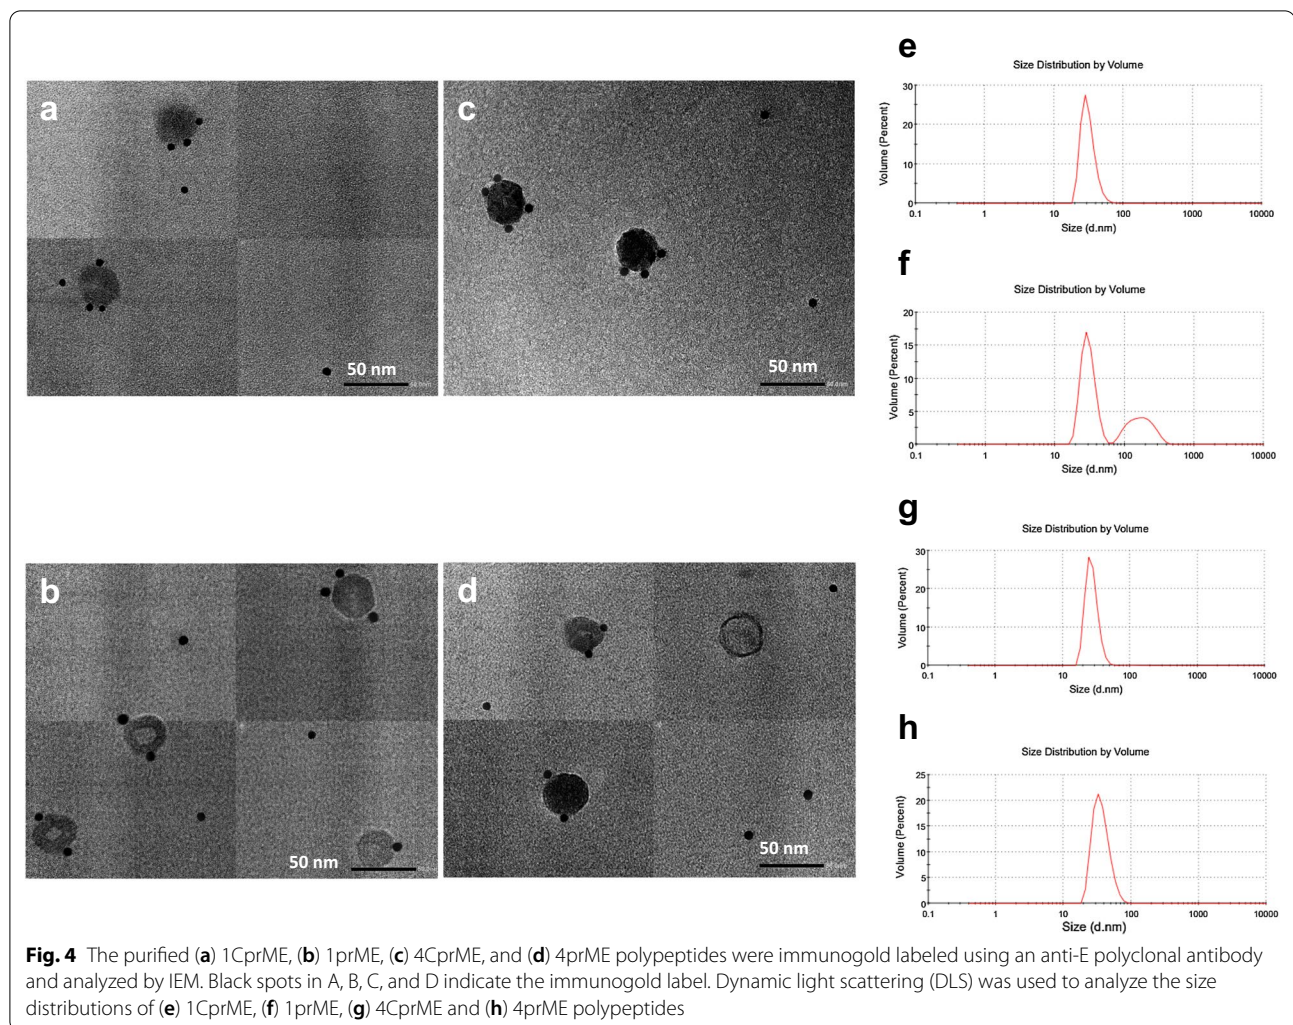 a
50 nm
c
50 nm
b
50 nm
d
50 nm
e
Size Distribution by Volume
Volume (Percent)
30
20
10
0
0.1 1 10 100 1000 10000
Size (d.nm)
f
Size Distribution by Volume
Volume (Percent)
20
15
10
5
0
0.1 1 10 100 1000 10000
Size (d.nm)
g
Size Distribution by Volume
Volume (Percent)
30
20
10
0
0.1 1 10 100 1000 10000
Size (d.nm)
h
Size Distribution by Volume
Volume (Percent)
25
20
15
10
5
0
0.1 1 10 100 1000 10000
Size (d.nm)
Fig. 4 The purified (a) 1CprME, (b) 1prME, (c) 4CprME, and (d) 4prME polypeptides were immunogold labeled using an anti-E polyclonal antibody
and analyzed by IEM. Black spots in A, B, C, and D indicate the immunogold label. Dynamic light scattering (DLS) was used to analyze the size
distributions of (e) 1CprME, (f) 1prME, (g) 4CprME and (h) 4prME polypeptides